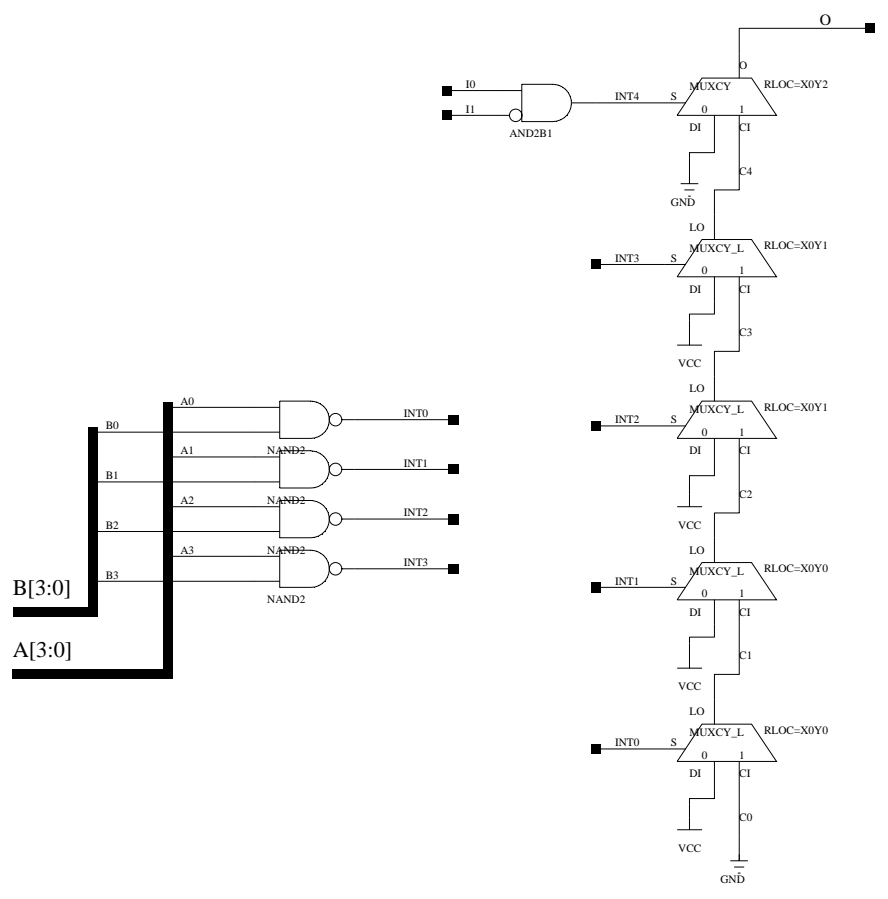 O
O
MUXCY
RLOC=X0Y2
I0
INT4
S
0
1
I1
AND2B1
DI
CI
C4
GND
LO
MUXCY_L
RLOC=X0Y1
INT3
S
0
1
DI
CI
C3
VCC
LO
MUXCY_L
RLOC=X0Y1
INT2
S
0
1
DI
CI
C2
VCC
LO
MUXCY_L
RLOC=X0Y0
INT1
S
0
1
DI
CI
C1
VCC
LO
MUXCY_L
RLOC=X0Y0
INT0
S
0
1
DI
CI
C0
VCC
GND
A0
INT0
B0
NAND2
A1
INT1
B1
NAND2
A2
INT2
B2
NAND2
A3
INT3
B3
NAND2
B[3:0]
A[3:0]